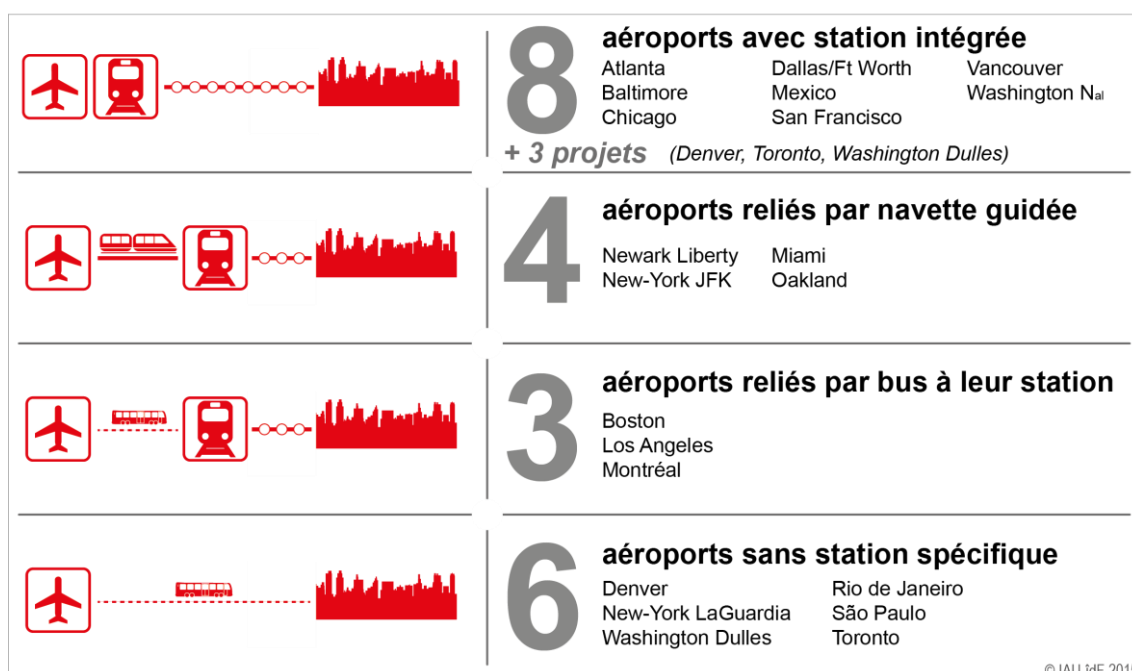 8
aéroports avec station intégrée
Atlanta Dallas/Ft Worth Vancouver
Baltimore Mexico Washington Nal
Chicago San Francisco
+ 3 projets (Denver, Toronto, Washington Dulles)
4
aéroports reliés par navette guidée
Newark Liberty Miami
New-York JFK Oakland
3
aéroports reliés par bus à leur station
Boston
Los Angeles
Montréal
6
aéroports sans station spécifique
Denver Rio de Janeiro
New-York LaGuardia São Paulo
Washington Dulles Toronto